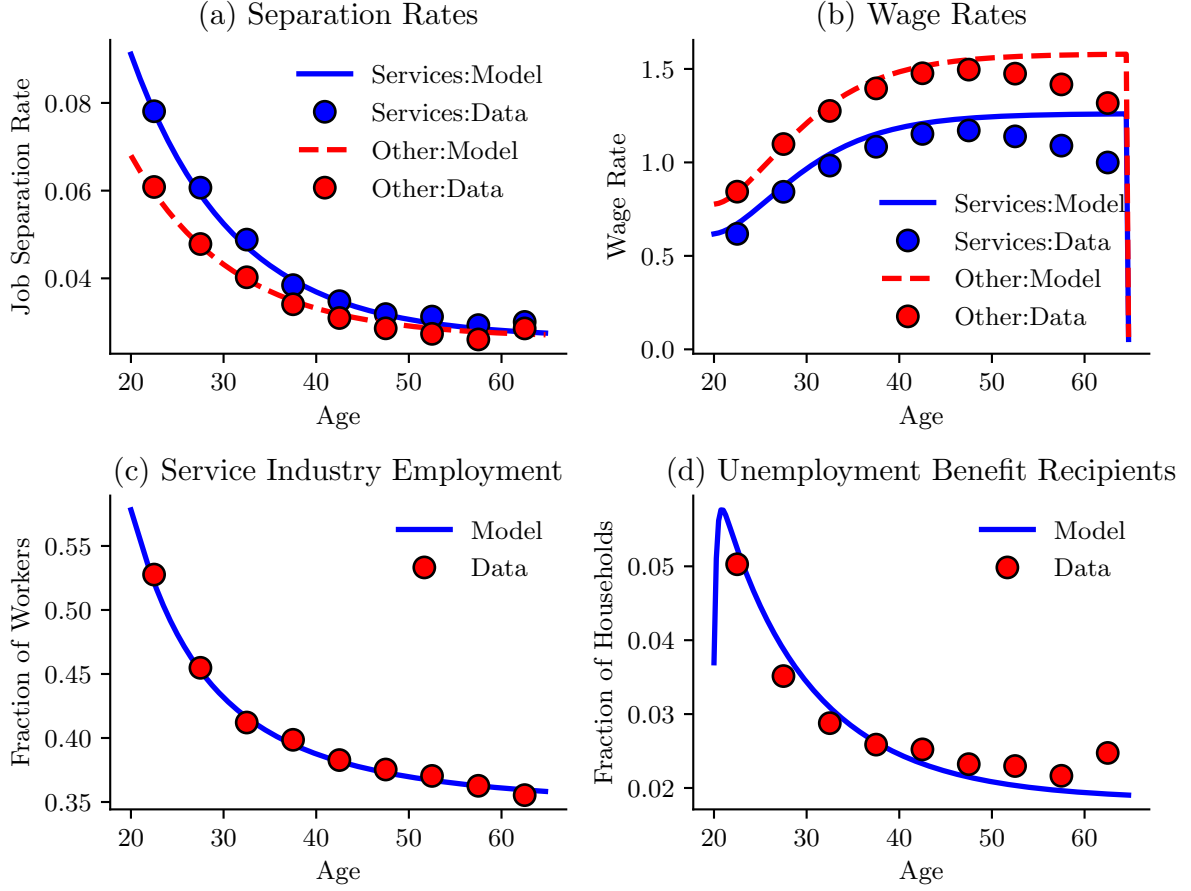 (a) Separation Rates
Job Separation Rate
0.08
0.06
0.04
Services:Model
Services:Data
Other:Model
Other:Data
20 30 40 50 60
Age
(b) Wage Rates
Wage Rate
1.5
1.0
0.5
0.0
Services:Model
Services:Data
Other:Model
Other:Data
20 30 40 50 60
Age
(c) Service Industry Employment
Fraction of Workers
0.55
0.50
0.45
0.40
0.35
Model
Data
20 30 40 50 60
Age
(d) Unemployment Benefit Recipients
Fraction of Households
0.05
0.04
0.03
0.02
Model
Data
20 30 40 50 60
Age